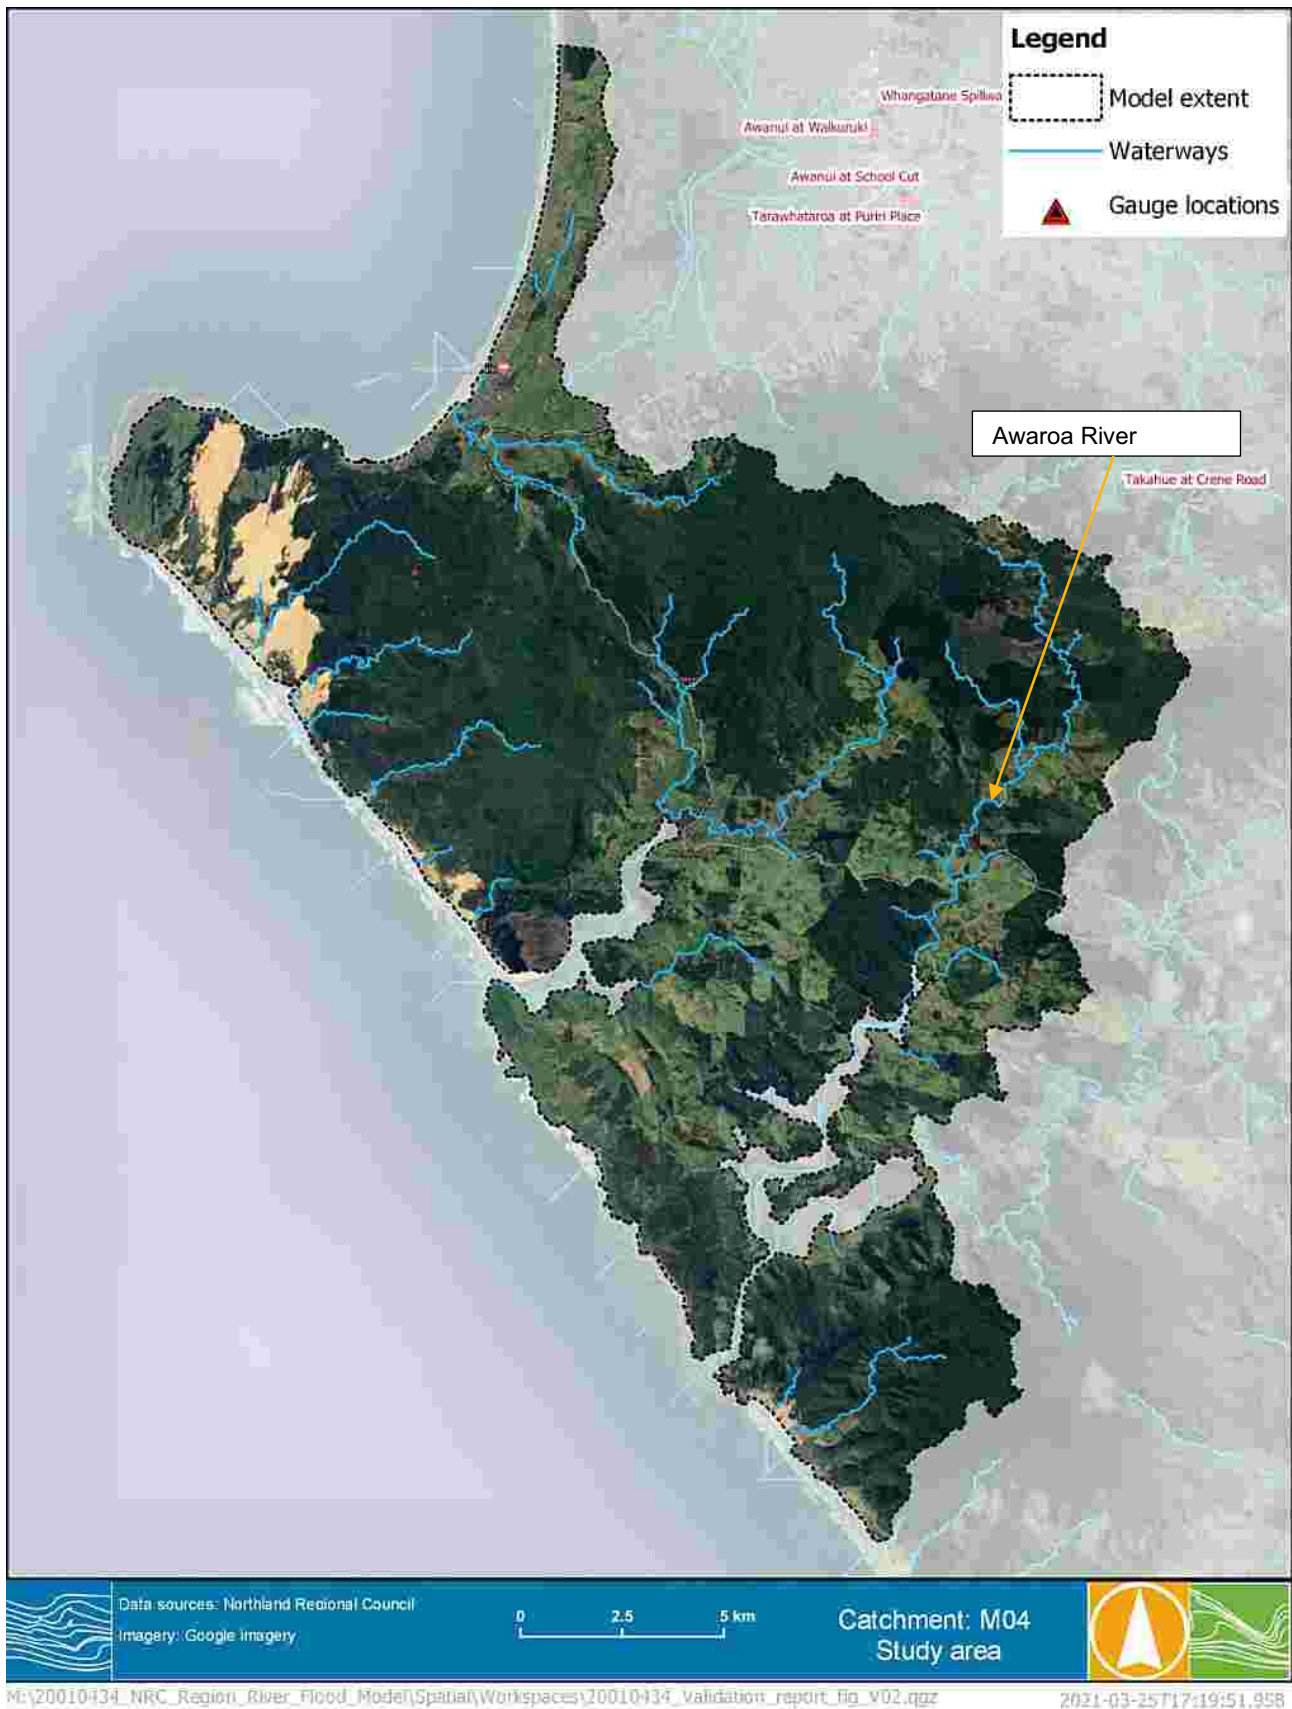 Legend
Model extent
Waterways
Gauge locations
Whangatane Spillwa
Awanui at Waikuruki
Awanui at School Cut
Tarawhataroa at Puriri Place
Awaroa River
Takahue at Crene Road
Data sources: Northland Regional Council
Imagery: Google imagery
0 2.5 5 km
Catchment: M04
Study area
M:\20010434_NRC_Region_River_Flood_Model\Spatial\Workspaces\20010434_Validation_report_fig_V02.qgz
2021-03-25T17:19:51.958